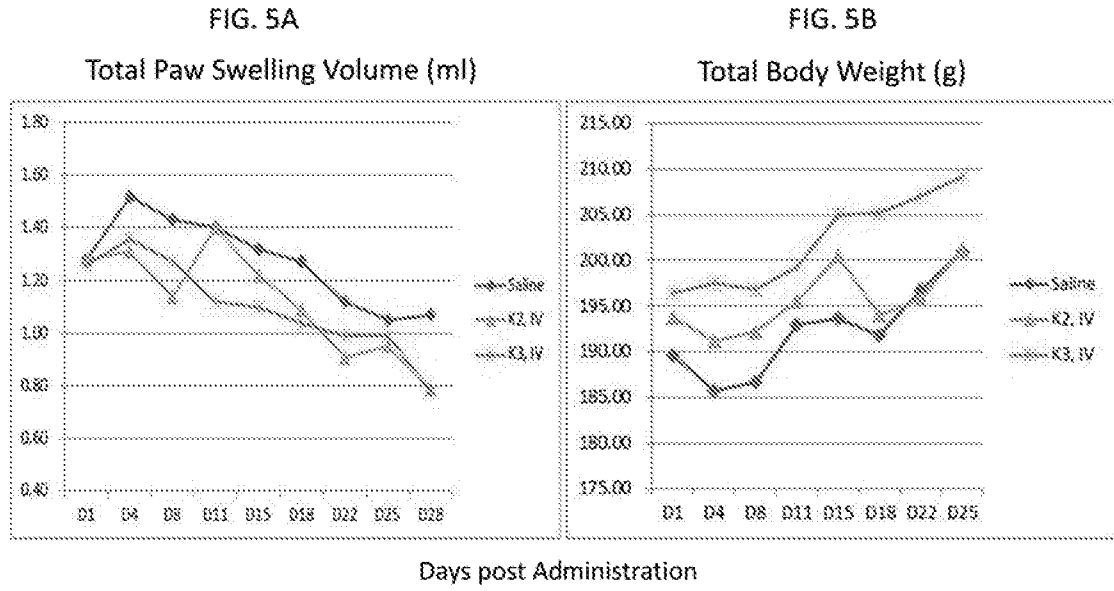 FIG. 5A
Total Paw Swelling Volume (ml)
1.80
1.60
1.40
1.20
1.00
0.80
0.60
0.40
D1 D4 D8 D11 D15 D18 D22 D25 D28
Saline
K2, IV
K3, IV
FIG. 5B
Total Body Weight (g)
215.00
210.00
205.00
200.00
195.00
190.00
185.00
180.00
175.00
D1 D4 D8 D11 D15 D18 D22 D25
Saline
K2, IV
K3, IV
Days post Administration